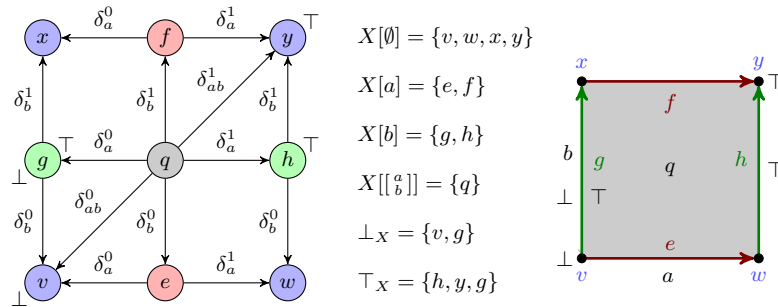 x δ_a^0 f δ_a^1 y ⊤
δ_b^1 δ_b^1 δ_ab^1 δ_b^1
⊥ g ⊤ δ_a^0 q δ_a^1 h ⊤
δ_b^0 δ_ab^0 δ_b^0 δ_b^0
⊥ v δ_a^0 e δ_a^1 w
X[∅] = {v, w, x, y}
X[a] = {e, f}
X[b] = {g, h}
X[[ a b ]] = {q}
⊥_X = {v, g}
⊤_X = {h, y, g}
x y
f ⊤
b g q h ⊤
⊥ ⊤
⊥ e
v a w